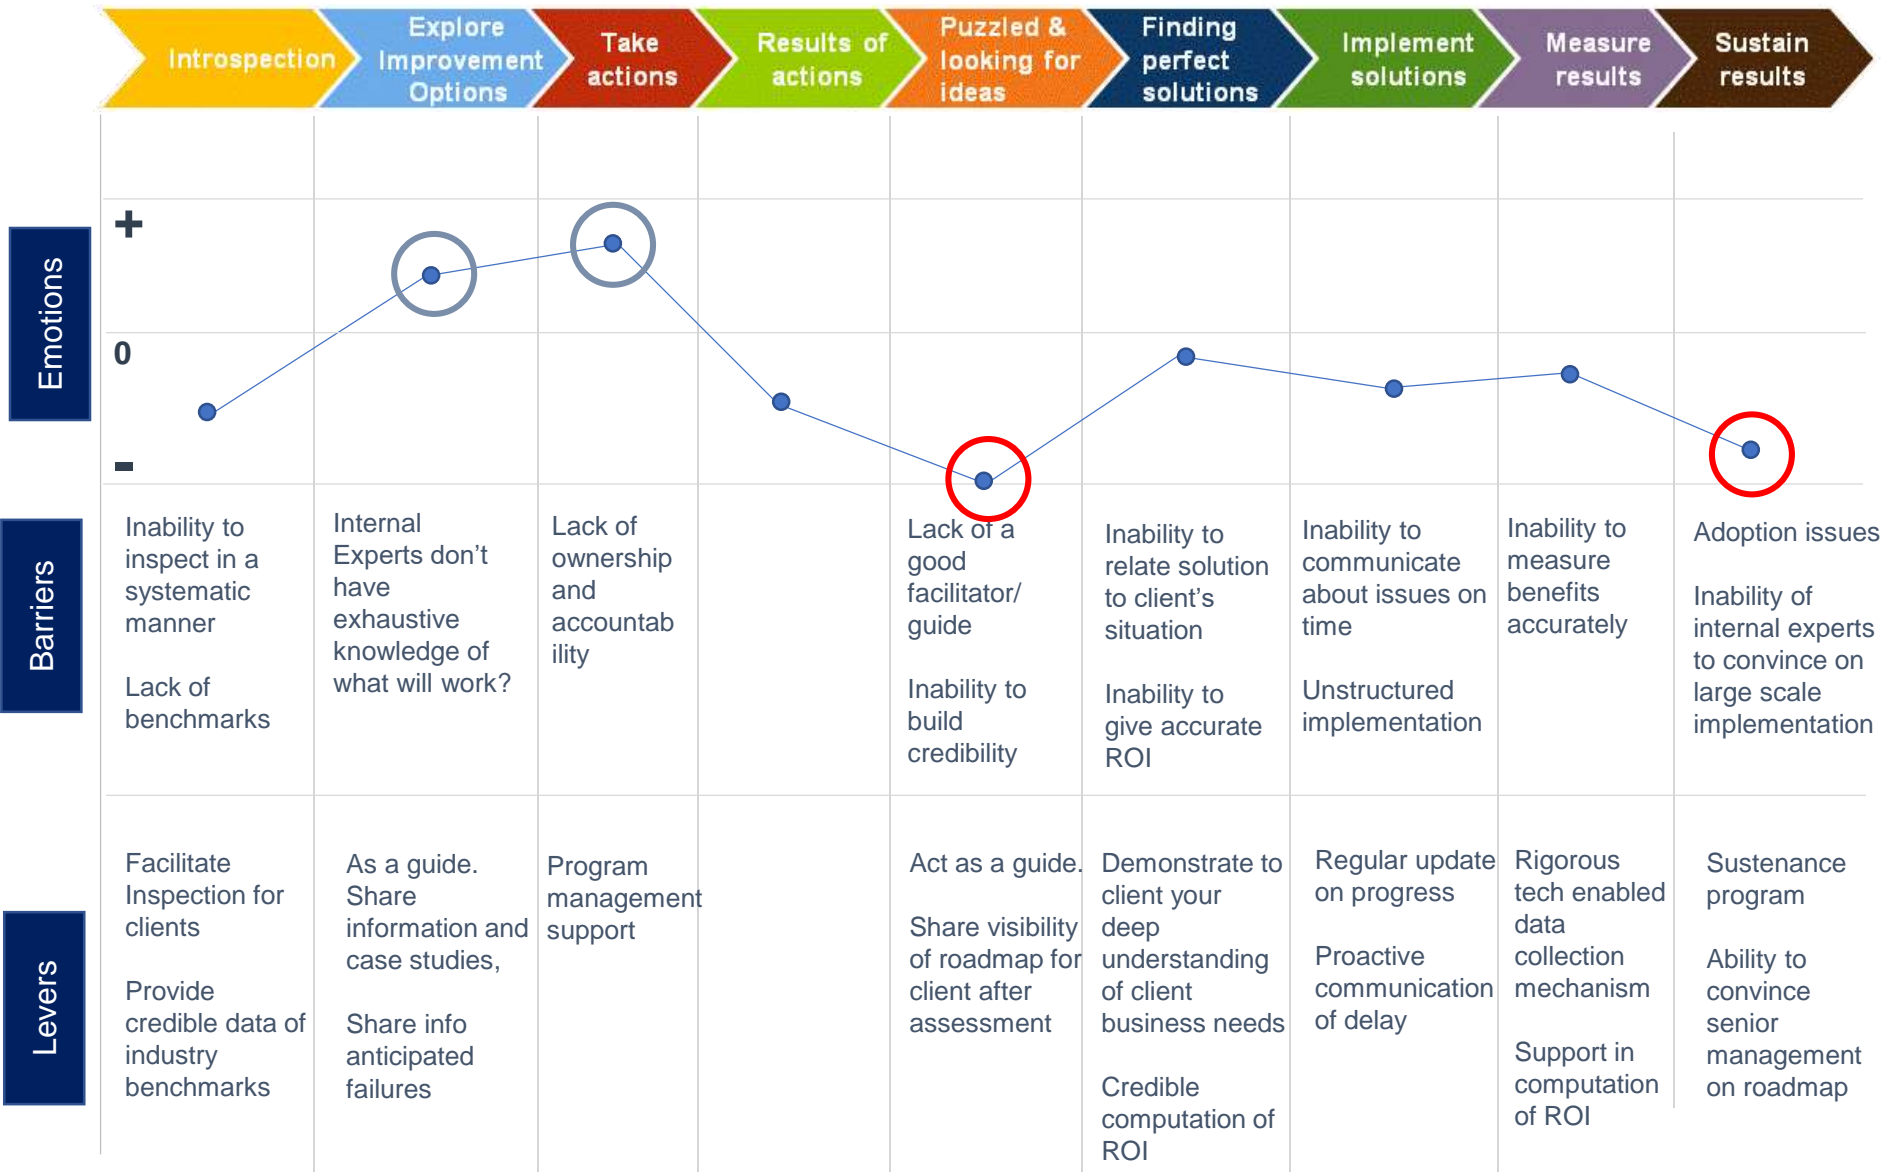 Introspection
Explore
Improvement
Options
Take
actions
Results of
actions
Puzzled &
looking for
ideas
Finding
perfect
solutions
Implement
solutions
Measure
results
Sustain
results
Emotions
+
0
-
Barriers
Inability to
inspect in a
systematic
manner
Lack of
benchmarks
Internal
Experts don’t
have
exhaustive
knowledge of
what will work?
Lack of
ownership
and
accountab
ility
Lack of a
good
facilitator/
guide
Inability to
build
credibility
Inability to
relate solution
to client’s
situation
Inability to
give accurate
ROI
Inability to
communicate
about issues on
time
Unstructured
implementation
Inability to
measure
benefits
accurately
Adoption issues
Inability of
internal experts
to convince on
large scale
implementation
Levers
Facilitate
Inspection for
clients
Provide
credible data of
industry
benchmarks
As a guide.
Share
information and
case studies,
Share info
anticipated
failures
Program
management
support
Act as a guide.
Share visibility
of roadmap for
client after
assessment
Demonstrate to
client your
deep
understanding
of client
business needs
Credible
computation of
ROI
Regular update
on progress
Proactive
communication
of delay
Rigorous
tech enabled
data
collection
mechanism
Support in
computation
of ROI
Sustenance
program
Ability to
convince
senior
management
on roadmap